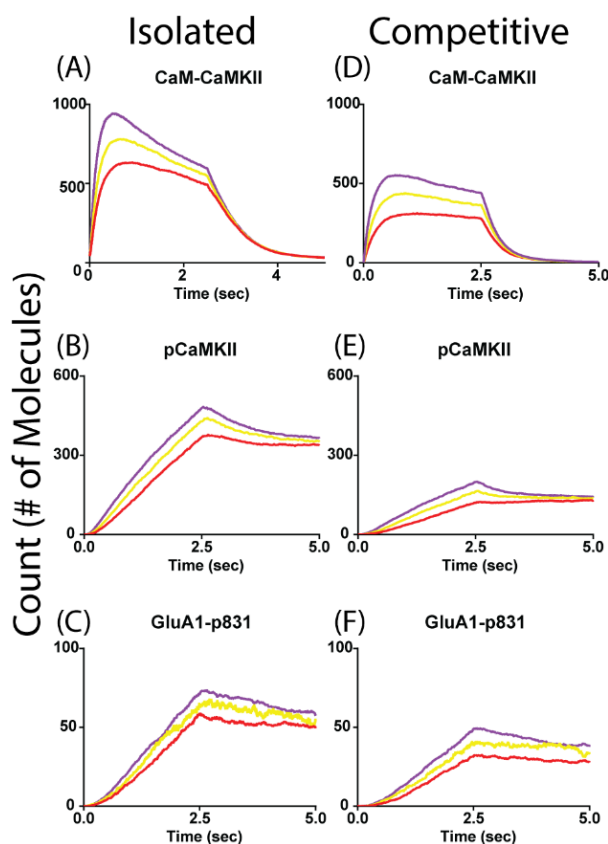 Isolated
Competitive
Count (# of Molecules)
(A)
CaM-CaMKII
1000
500
0
0
2
4
Time (sec)
(B)
pCaMKII
600
300
0
0.0
2.5
5.0
Time (sec)
(C)
GluA1-p831
100
50
0
0.0
2.5
5.0
Time (sec)
(D)
CaM-CaMKII
1000
500
0
0.0
2.5
5.0
Time (sec)
(E)
pCaMKII
600
300
0
0.0
2.5
5.0
Time (sec)
(F)
GluA1-p831
100
50
0
0.0
2.5
5.0
Time (sec)